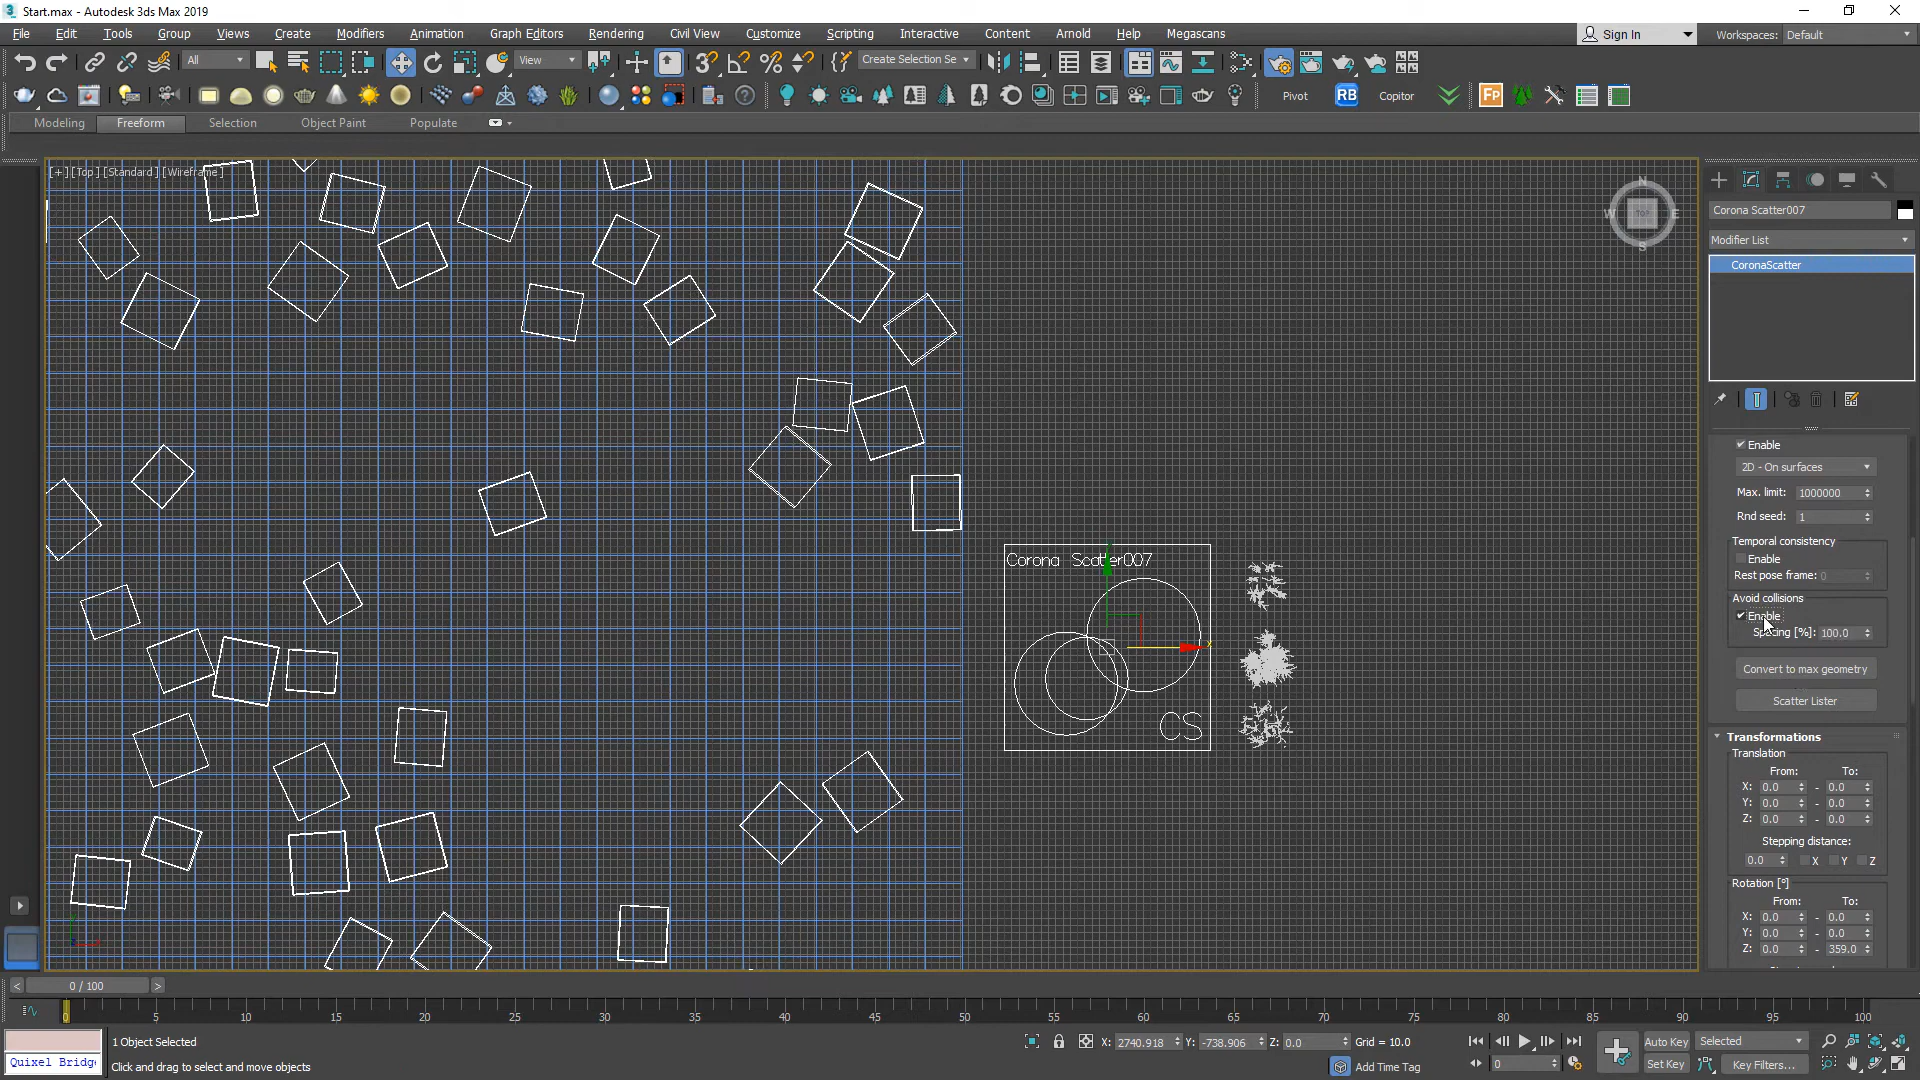 3 Start.max - Autodesk 3ds Max 2019
File Edit Tools Group Views Create Modifiers Animation Graph Editors Rendering Civil View Customize Scripting Interactive Content Arnold Help Megascans Sign In Workspaces: Default
All View Create Selection Se
Pivot RB Copitor Fp
Modeling Freeform Selection Object Paint Populate
[+][Top][Standard][Wireframe]
N
W TOP E
S
Corona Scatter007
Modifier List
CoronaScatter
Enable
2D - On surfaces
Max. limit: 1000000
Rnd seed: 1
Temporal consistency
Enable
Rest pose frame: 0
Avoid collisions
Enable
Spacing [%]: 100.0
Convert to max geometry
Scatter Lister
Transformations
Translation
From: To:
X: 0.0 - 0.0
Y: 0.0 - 0.0
Z: 0.0 - 0.0
Stepping distance:
0.0 X Y Z
Rotation [°]
From: To:
X: 0.0 - 0.0
Y: 0.0 - 0.0
Z: 0.0 - 359.0
Corona Scatter007
CS
< 0 / 100 >
0 5 10 15 20 25 30 35 40 45 50 55 60 65 70 75 80 85 90 95 100
1 Object Selected
Click and drag to select and move objects
Quixel Bridg
X: 2740.918 Y: -738.906 Z: 0.0 Grid = 10.0
Add Time Tag
0
Auto Key Selected
Set Key Key Filters...